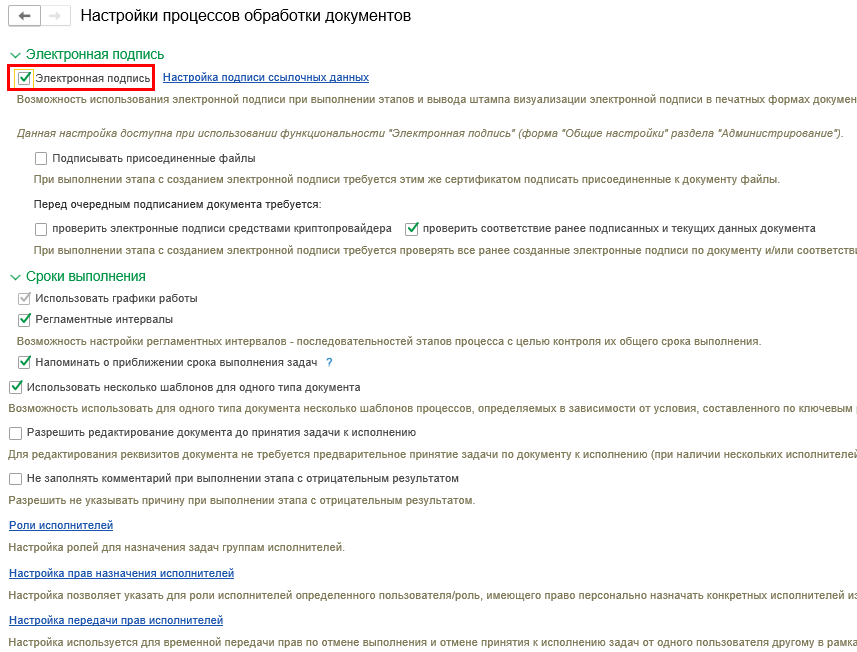 Настройки процессов обработки документов
Электронная подпись
Электронная подпись Настройка подписи ссылочных данных
Возможность использования электронной подписи при выполнении этапов и вывода штампа визуализации электронной подписи в печатных формах докумен
Данная настройка доступна при использовании функциональности "Электронная подпись" (форма "Общие настройки" раздела "Администрирование").
Подписывать присоединенные файлы
При выполнении этапа с созданием электронной подписи требуется этим же сертификатом подписать присоединенные к документу файлы.
Перед очередным подписанием документа требуется:
проверить электронные подписи средствами криптопровайдера проверить соответствие ранее подписанных и текущих данных документа
При выполнении этапа с созданием электронной подписи требуется проверять все ранее созданные электронные подписи по документу и/или соответстви
Сроки выполнения
Использовать графики работы
Регламентные интервалы
Возможность настройки регламентных интервалов - последовательностей этапов процесса с целью контроля их общего срока выполнения.
Напоминать о приближении срока выполнения задач ?
Использовать несколько шаблонов для одного типа документа
Возможность использовать для одного типа документа несколько шаблонов процессов, определяемых в зависимости от условия, составленного по ключевым
Разрешить редактирование документа до принятия задачи к исполнению
Для редактирования реквизитов документа не требуется предварительное принятие задачи по документу к исполнению (при наличии нескольких исполнителей
Не заполнять комментарий при выполнении этапа с отрицательным результатом
Разрешить не указывать причину при выполнении этапа с отрицательным результатом.
Роли исполнителей
Настройка ролей для назначения задач группам исполнителей.
Настройка прав назначения исполнителей
Настройка позволяет указать для роли исполнителей определенного пользователя/роль, имеющего право персонально назначать конкретных исполнителей из
Настройка передачи прав исполнителей
Настройка используется для временной передачи прав по отмене выполнения и отмене принятия к исполнению задач от одного пользователя другому в рамка